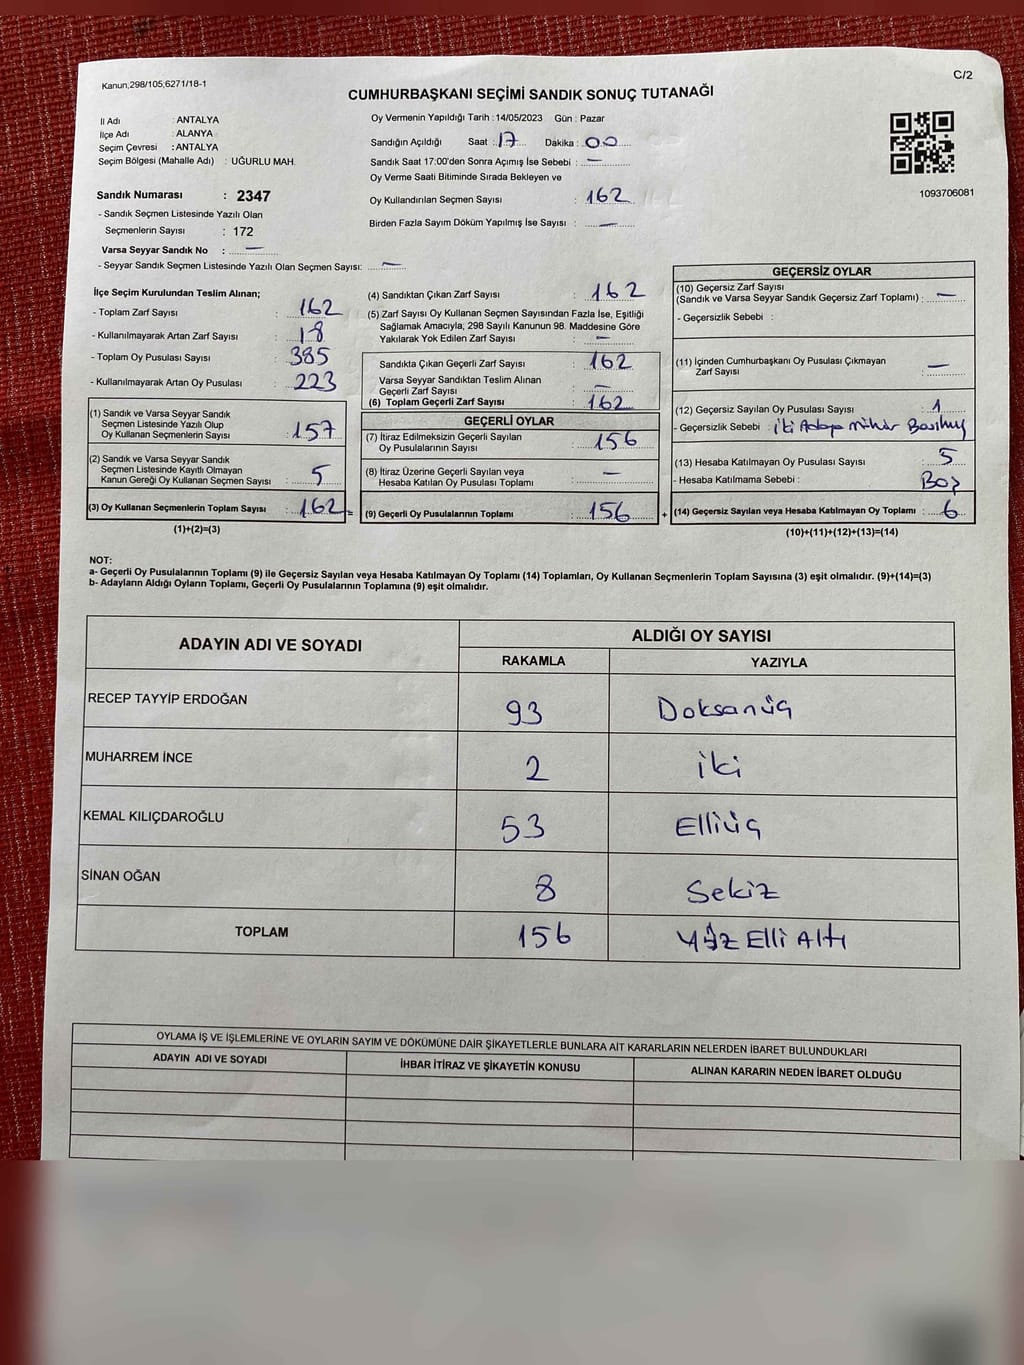 Kanun,298/105,6271/18-1
C/2
CUMHURBAŞKANI SEÇİMİ SANDIK SONUÇ TUTANAĞI
İl Adı : ANTALYA
İlçe Adı : ALANYA
Seçim Çevresi : ANTALYA
Seçim Bölgesi (Mahalle Adı) : UĞURLU MAH.
Sandık Numarası : 2347
- Sandık Seçmen Listesinde Yazılı Olan
Seçmenlerin Sayısı : 172
Varsa Seyyar Sandık No : —
- Seyyar Sandık Seçmen Listesinde Yazılı Olan Seçmen Sayısı: —
Oy Vermenin Yapıldığı Tarih :14/05/2023 Gün : Pazar
Sandığın Açıldığı Saat : 17 Dakika : 00
Sandık Saat 17:00'den Sonra Açımış İse Sebebi : —
Oy Verme Saati Bitiminde Sırada Bekleyen ve
Oy Kullandırılan Seçmen Sayısı : 162
Birden Fazla Sayım Döküm Yapılmış İse Sayısı : —
1093706081
İlçe Seçim Kurulundan Teslim Alınan;
- Toplam Zarf Sayısı : 162
- Kullanılmayarak Artan Zarf Sayısı : 18
- Toplam Oy Pusulası Sayısı : 385
- Kullanılmayarak Artan Oy Pusulası : 223
(1) Sandık ve Varsa Seyyar Sandık
Seçmen Listesinde Yazılı Olup
Oy Kullanan Seçmenlerin Sayısı : 157
(2) Sandık ve Varsa Seyyar Sandık
Seçmen Listesinde Kayıtlı Olmayan
Kanun Gereği Oy Kullanan Seçmen Sayısı : 5
(3) Oy Kullanan Seçmenlerin Toplam Sayısı : 162 =
(1)+(2)=(3)
(4) Sandıktan Çıkan Zarf Sayısı : 162
(5) Zarf Sayısı Oy Kullanan Seçmen Sayısından Fazla İse, Eşitliği
Sağlamak Amacıyla, 298 Sayılı Kanunun 98. Maddesine Göre
Yakılarak Yok Edilen Zarf Sayısı : —
Sandıkta Çıkan Geçerli Zarf Sayısı : 162
Varsa Seyyar Sandıktan Teslim Alınan
Geçerli Zarf Sayısı : —
(6) Toplam Geçerli Zarf Sayısı : 162
GEÇERLİ OYLAR
(7) İtiraz Edilmeksizin Geçerli Sayılan
Oy Pusulalarının Sayısı : 156
(8) İtiraz Üzerine Geçerli Sayılan veya
Hesaba Katılan Oy Pusulası Toplamı : —
(9) Geçerli Oy Pusulalarının Toplamı : 156 +
GEÇERSİZ OYLAR
(10) Geçersiz Zarf Sayısı
(Sandık ve Varsa Seyyar Sandık Geçersiz Zarf Toplamı) : —
- Geçersizlik Sebebi :
(11) İçinden Cumhurbaşkanı Oy Pusulası Çıkmayan
Zarf Sayısı : —
(12) Geçersiz Sayılan Oy Pusulası Sayısı : 1
- Geçersizlik Sebebi : iki Adaya mühür
(13) Hesaba Katılmayan Oy Pusulası Sayısı : 5
- Hesaba Katılmama Sebebi : Boş
(14) Geçersiz Sayılan veya Hesaba Katılmayan Oy Toplamı : 6
(10)+(11)+(12)+(13)=(14)
NOT:
a- Geçerli Oy Pusulalarının Toplamı (9) ile Geçersiz Sayılan veya Hesaba Katılmayan Oy Toplamı (14) Toplamları, Oy Kullanan Seçmenlerin Toplam Sayısına (3) eşit olmalıdır. (9)+(14)=(3)
b- Adayların Aldığı Oyların Toplamı, Geçerli Oy Pusulalarının Toplamına (9) eşit olmalıdır.
ADAYIN ADI VE SOYADI
ALDIĞI OY SAYISI
RAKAMLA YAZIYLA
RECEP TAYYİP ERDOĞAN 93 Doksanüç
MUHARREM İNCE 2 iki
KEMAL KILIÇDAROĞLU 53 Elliüç
SİNAN OĞAN 8 Sekiz
TOPLAM 156 Yüz Elli Altı
OYLAMA İŞ VE İŞLEMLERİNE VE OYLARIN SAYIM VE DÖKÜMÜNE DAİR ŞİKAYETLERLE BUNLARA AİT KARARLARIN NELERDEN İBARET BULUNDUKLARI
ADAYIN ADI VE SOYADI İHBAR İTİRAZ VE ŞİKAYETİN KONUSU ALINAN KARARIN NEDEN İBARET OLDUĞU